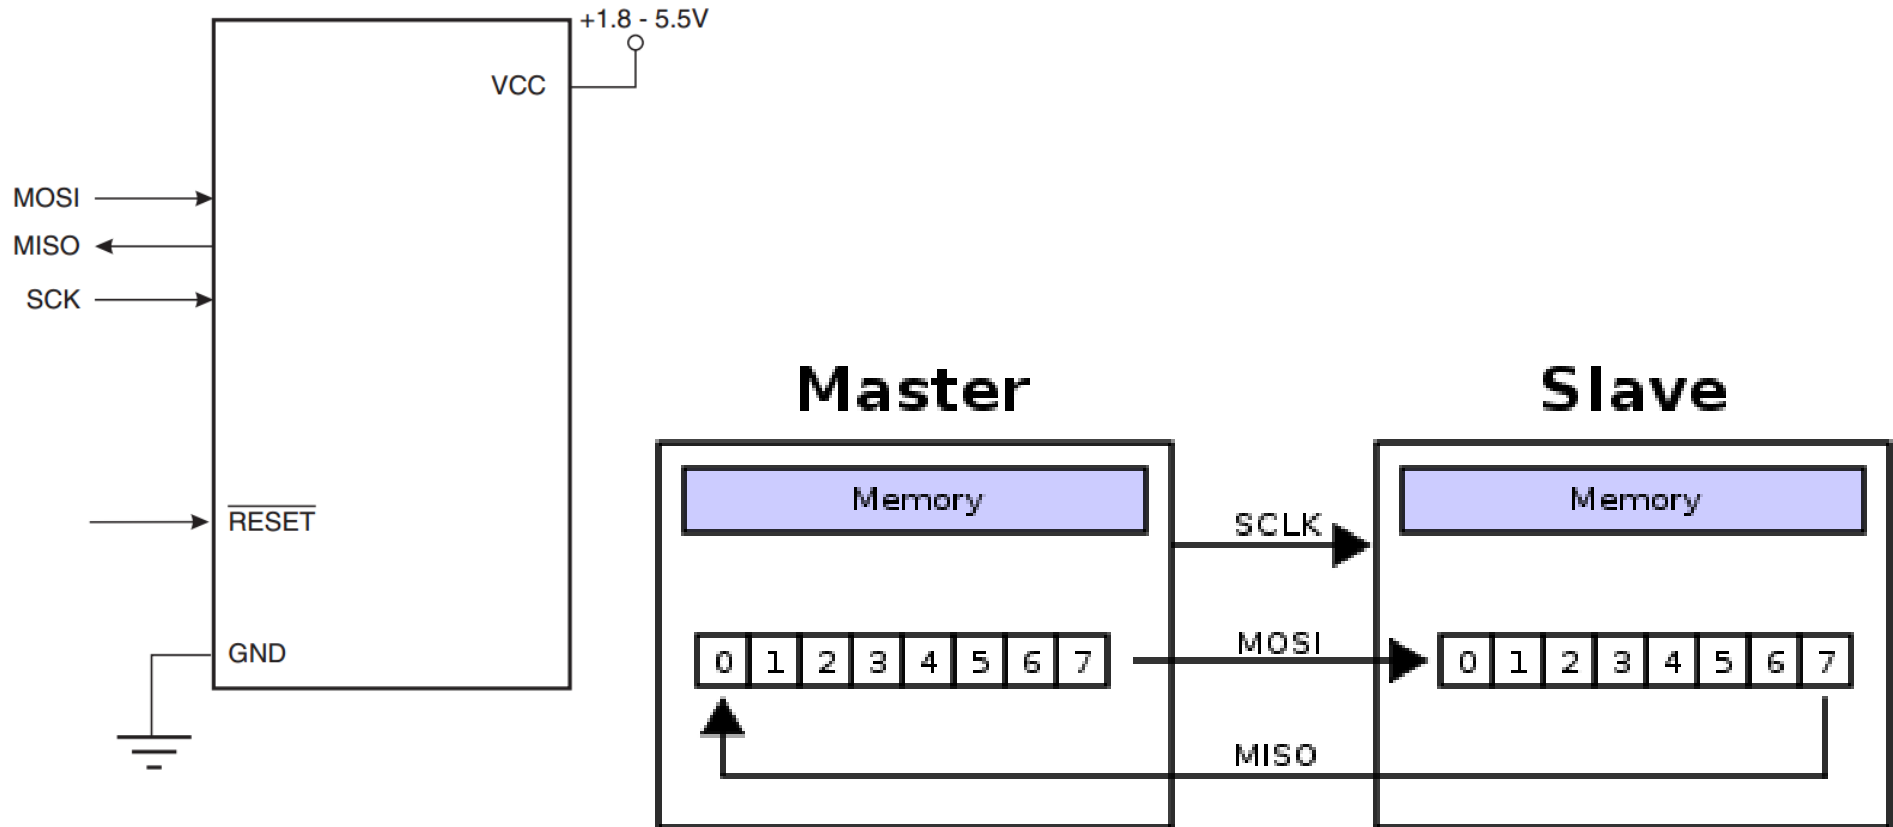 +1.8 - 5.5V
VCC
MOSI
MISO
SCK
RESET
GND
Master
Slave
Memory
Memory
SCLK
MOSI
0 1 2 3 4 5 6 7
0 1 2 3 4 5 6 7
MISO